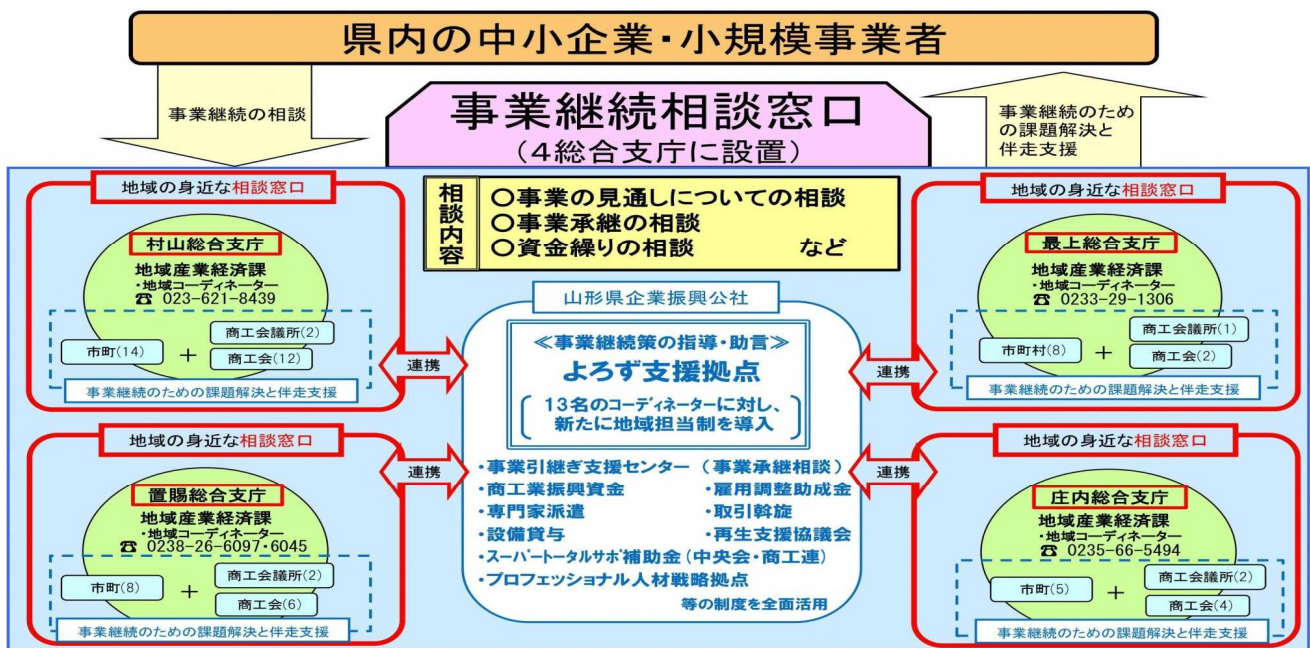 県内の中小企業・小規模事業者
事業継続の相談
事業継続相談窓口
(4総合支庁に設置)
事業継続のため
の課題解決と
伴走支援
相談内容
○事業の見通しについての相談
○事業承継の相談
○資金繰りの相談 など
地域の身近な相談窓口
村山総合支庁
地域産業経済課
・地域コーディネーター
☎ 023-621-8439
市町(14)
+
商工会議所(2)
商工会(12)
事業継続のための課題解決と伴走支援
連携
地域の身近な相談窓口
最上総合支庁
地域産業経済課
・地域コーディネーター
☎ 0233-29-1306
市町村(8)
+
商工会議所(1)
商工会(2)
事業継続のための課題解決と伴走支援
連携
山形県企業振興公社
≪事業継続策の指導・助言≫
よろず支援拠点
13名のコーディネーターに対し、
新たに地域担当制を導入
・事業引継ぎ支援センター (事業承継相談)
・商工業振興資金 ・雇用調整助成金
・専門家派遣 ・取引斡旋
・設備貸与 ・再生支援協議会
・スーパートータルサポ補助金(中央会・商工連)
・プロフェッショナル人材戦略拠点
等の制度を全面活用
地域の身近な相談窓口
置賜総合支庁
地域産業経済課
・地域コーディネーター
☎ 0238-26-6097・6045
市町(8)
+
商工会議所(2)
商工会(6)
事業継続のための課題解決と伴走支援
連携
地域の身近な相談窓口
庄内総合支庁
地域産業経済課
・地域コーディネーター
☎ 0235-66-5494
市町(5)
+
商工会議所(2)
商工会(4)
事業継続のための課題解決と伴走支援
連携